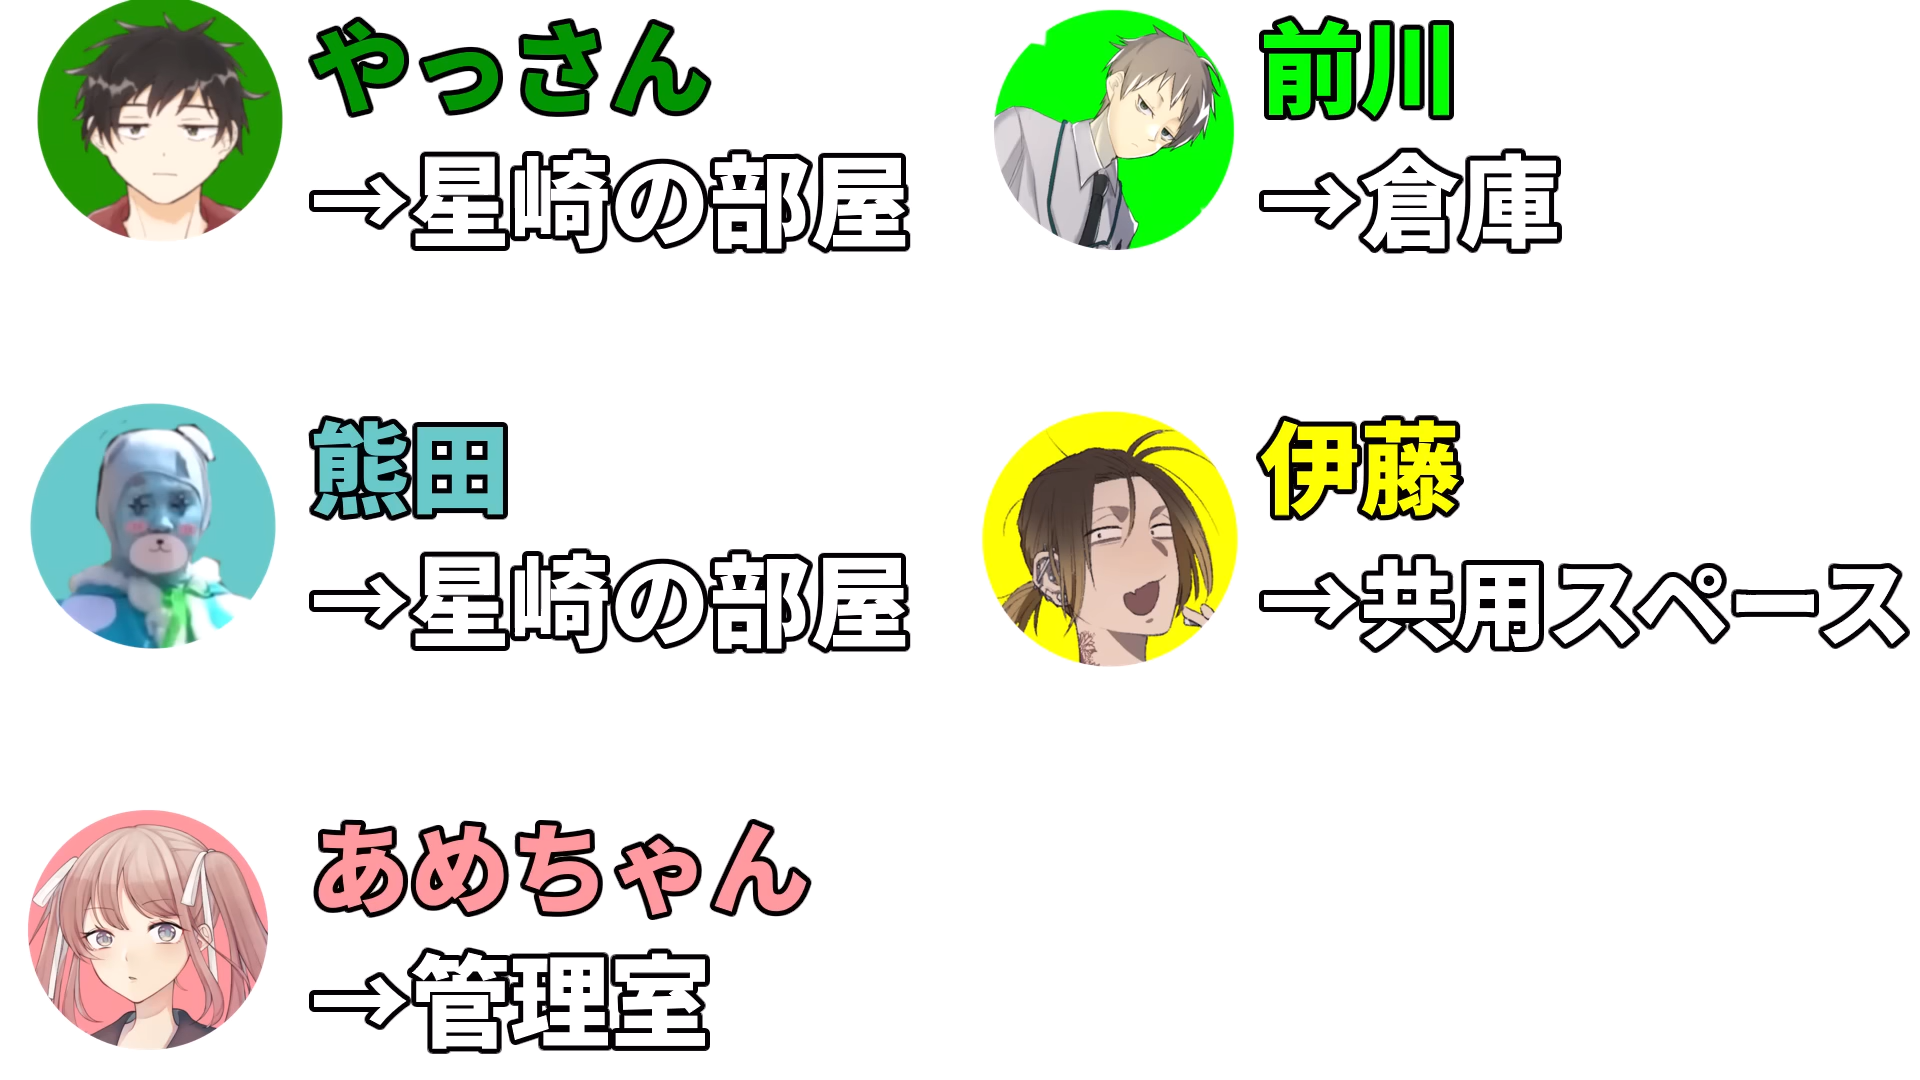 やっさん
→星崎の部屋
前川
→倉庫
熊田
→星崎の部屋
伊藤
→共用スペース
あめちゃん
→管理室